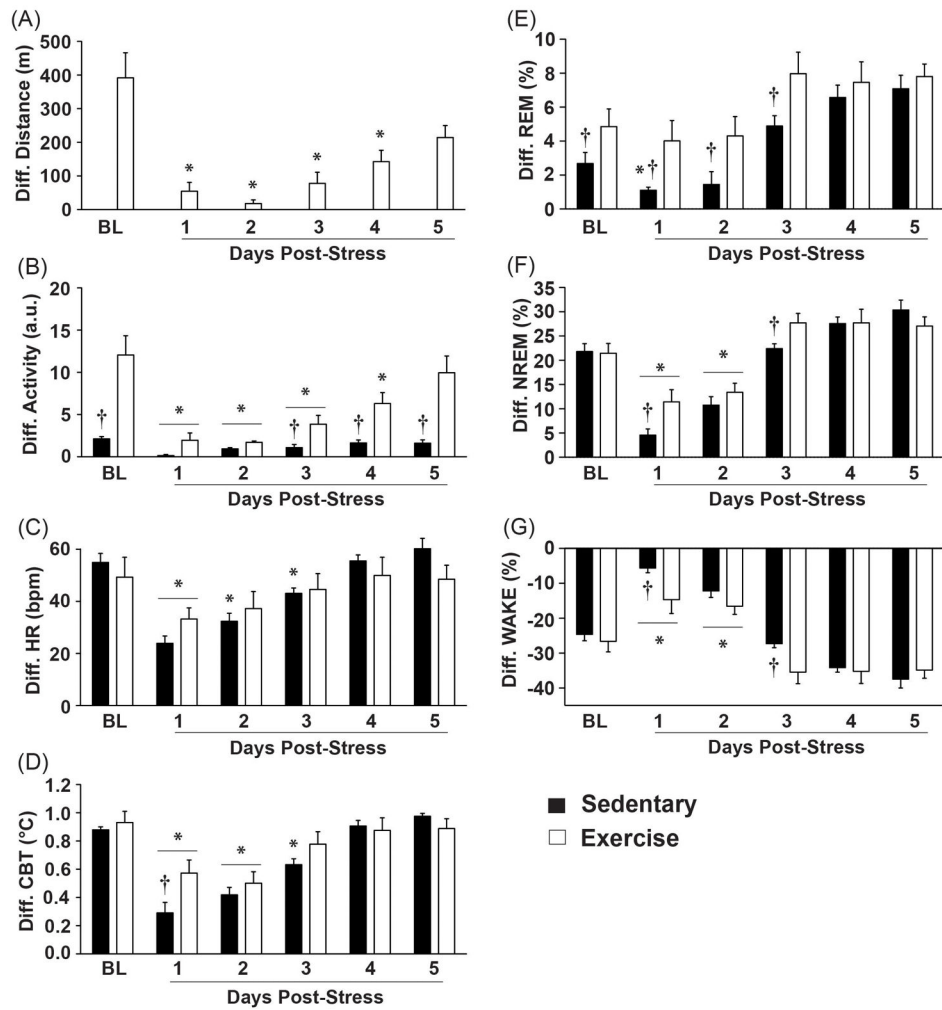 (A)
Diff. Distance (m)
500
400
300
200
100
0
* * * *
BL 1 2 3 4 5
Days Post-Stress
(B)
Diff. Activity (a.u.)
20
15
10
5
0
† * * * † * † †
BL 1 2 3 4 5
Days Post-Stress
(C)
Diff. HR (bpm)
60
40
20
0
* * *
BL 1 2 3 4 5
Days Post-Stress
(D)
Diff. CBT (°C)
1.2
1.0
0.8
0.6
0.4
0.2
0.0
* † * *
BL 1 2 3 4 5
Days Post-Stress
(E)
Diff. REM (%)
10
8
6
4
2
0
† *† † †
BL 1 2 3 4 5
Days Post-Stress
(F)
Diff. NREM (%)
35
30
25
20
15
10
5
0
* † * †
BL 1 2 3 4 5
Days Post-Stress
(G)
Diff. WAKE (%)
0
-10
-20
-30
-40
† * * †
BL 1 2 3 4 5
Days Post-Stress
Sedentary
Exercise